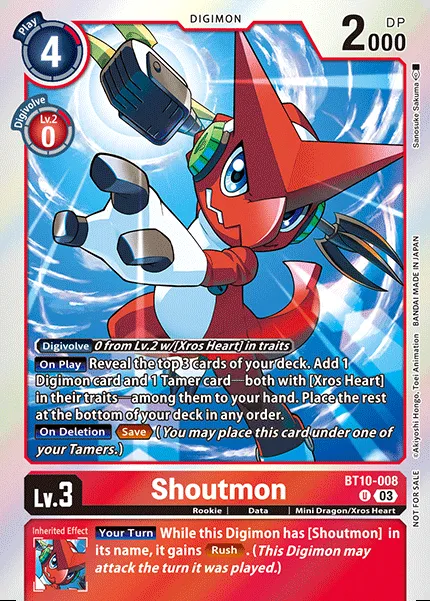 DIGIMON
Play
4
2000
DP
Digivolve
Lv.2
0
Sanosuke Sakuma
©Akiyoshi Hongo, Toei Animation BANDAI MADE IN JAPAN
NOT FOR SALE
Digivolve 0 from Lv.2 w/[Xros Heart] in traits
On Play Reveal the top 3 cards of your deck. Add 1
Digimon card and 1 Tamer card—both with [Xros Heart]
in their traits—among them to your hand. Place the rest
at the bottom of your deck in any order.
On Deletion Save (You may place this card under one of
your Tamers.)
Lv.3
Shoutmon
BT10-008
U 03
Rookie | Data | Mini Dragon/Xros Heart
Inherited Effect
Your Turn While this Digimon has [Shoutmon] in
its name, it gains Rush. (This Digimon may
attack the turn it was played.)